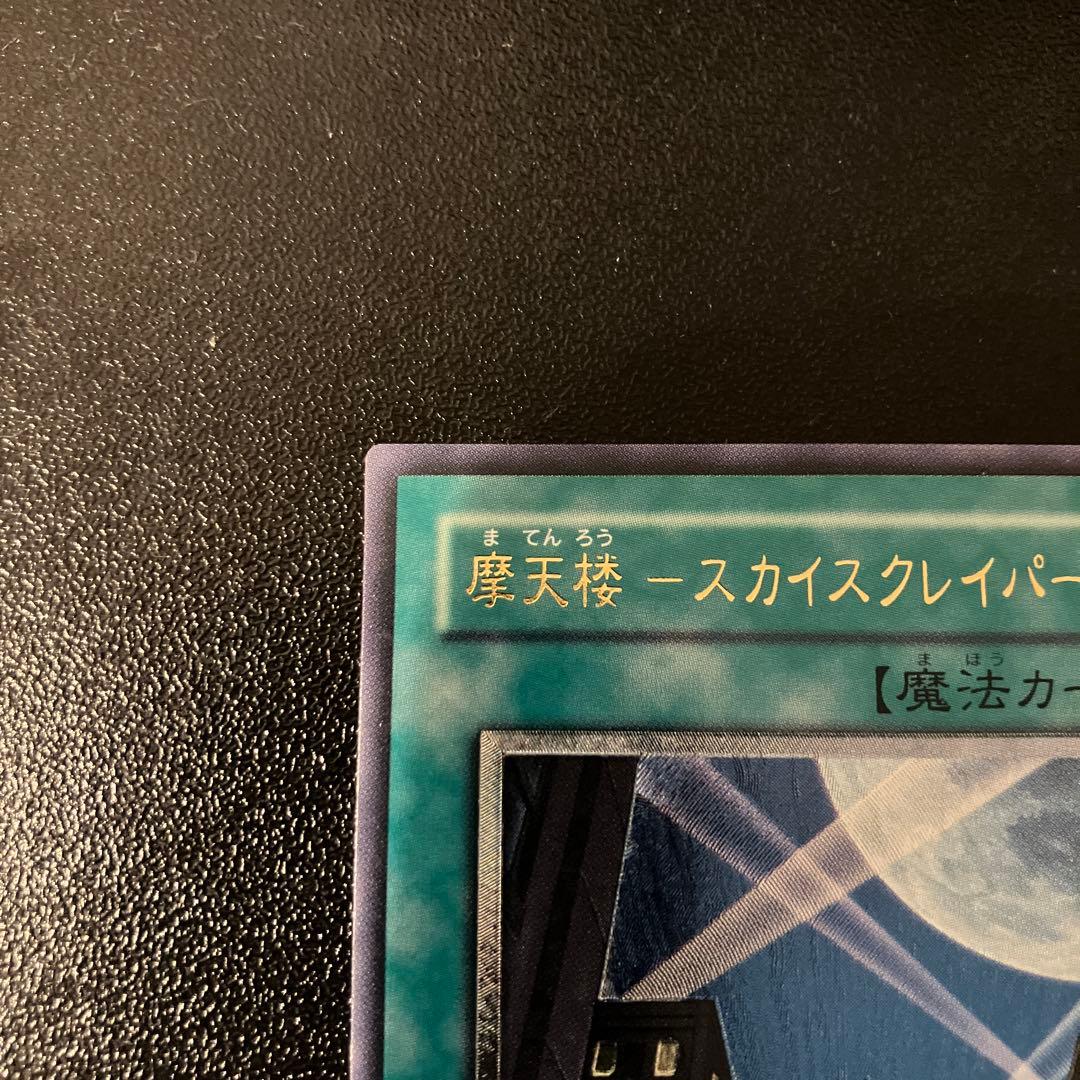 ま てん ろう
摩天楼 －スカイスクレイパー
ま ほう
【魔法カー